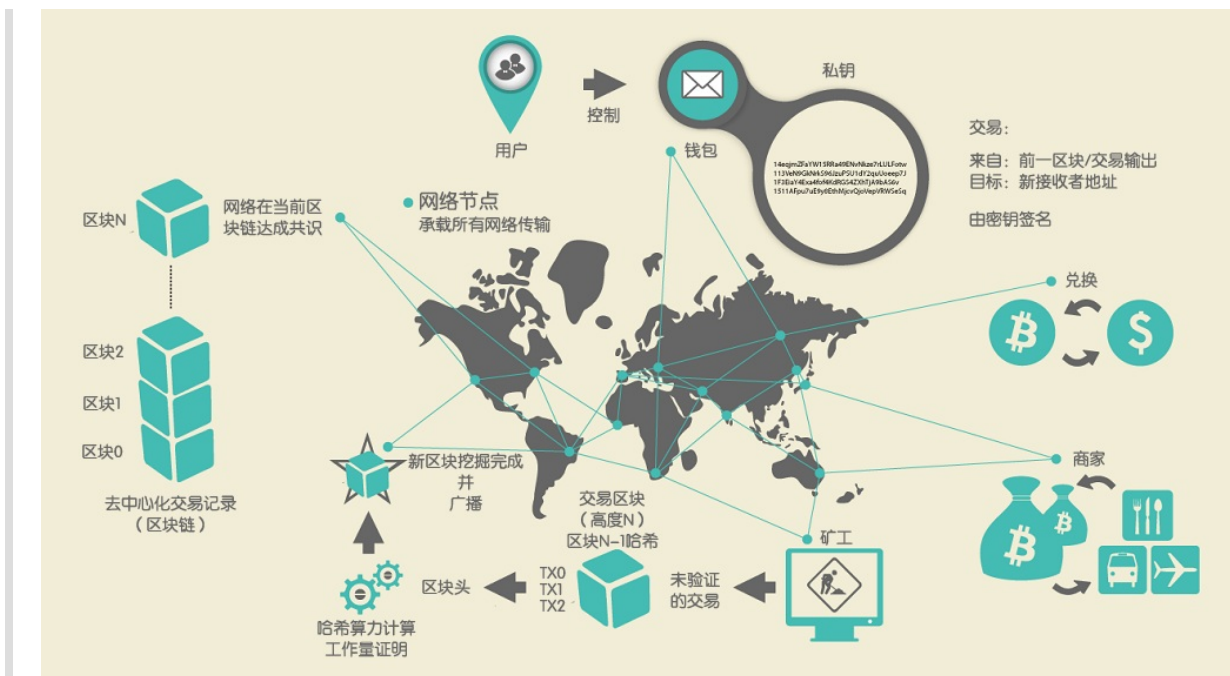 用户
控制
钱包
私钥
交易：
来自：前一区块/交易输出
目标：新接收者地址
由密钥签名
网络节点
承载所有网络传输
区块N
网络在当前区
块链达成共识
区块2
区块1
区块0
去中心化交易记录
（区块链）
兑换
商家
新区块挖掘完成
并
广播
交易区块
（高度N）
区块N-1哈希
矿工
未验证
的交易
TX0
TX1
TX2
区块头
哈希算力计算
工作量证明